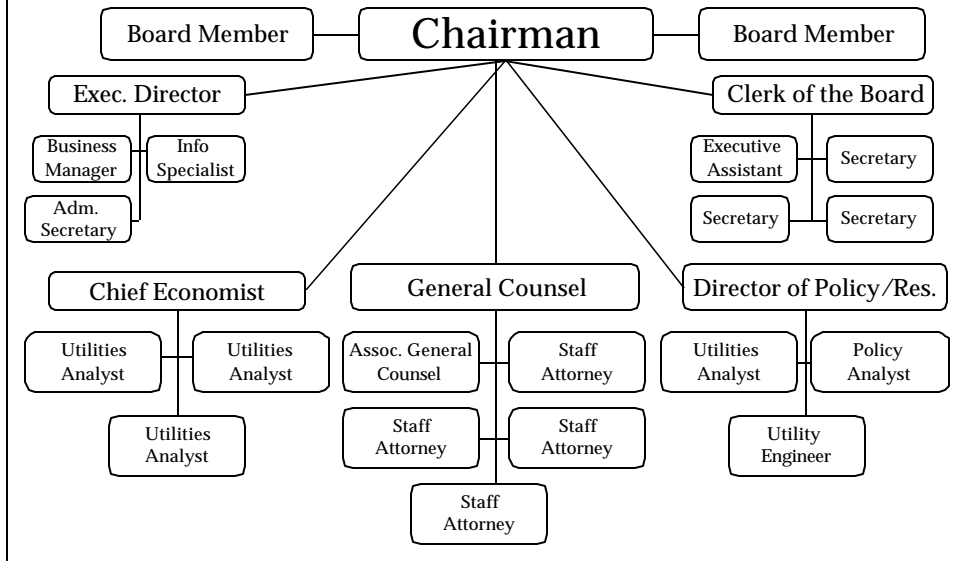 Board Member
Chairman
Board Member
Exec. Director
Clerk of the Board
Business
Manager
Info
Specialist
Executive
Assistant
Secretary
Adm.
Secretary
Secretary
Secretary
Chief Economist
General Counsel
Director of Policy/Res.
Utilities
Analyst
Utilities
Analyst
Assoc. General
Counsel
Staff
Attorney
Utilities
Analyst
Policy
Analyst
Utilities
Analyst
Staff
Attorney
Staff
Attorney
Utility
Engineer
Staff
Attorney